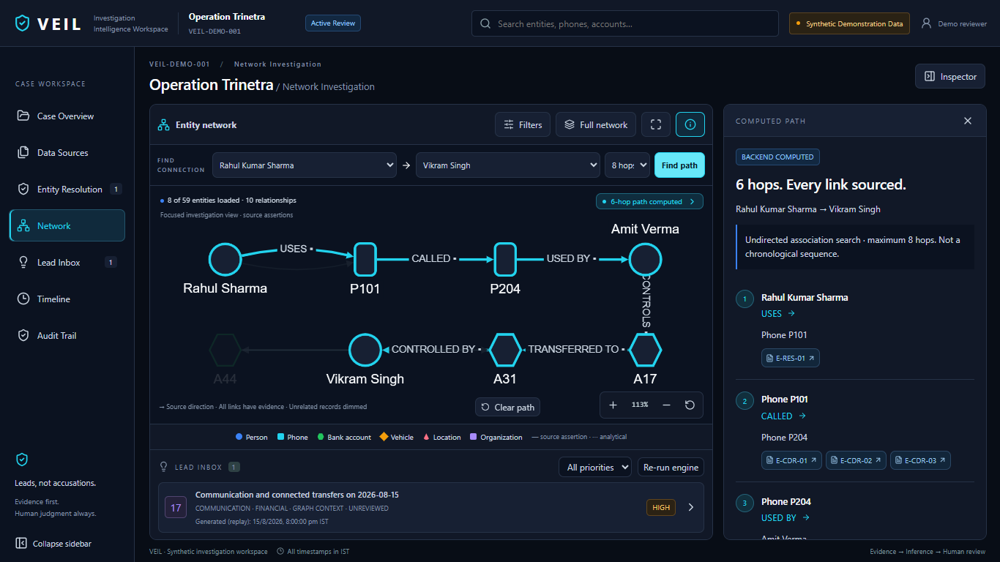 VEIL
Investigation
Intelligence Workspace
Operation Trinetra
VEIL-DEMO-001
Active Review
Search entities, phones, accounts...
Synthetic Demonstration Data
Demo reviewer
CASE WORKSPACE
Case Overview
Data Sources
Entity Resolution 1
Network
Lead Inbox 1
Timeline
Audit Trail
Leads, not accusations.
Evidence first.
Human judgment always.
Collapse sidebar
VEIL-DEMO-001 / Network Investigation
Operation Trinetra / Network Investigation
Inspector
Entity network
Filters
Full network
FIND
CONNECTION
Rahul Kumar Sharma
→
Vikram Singh
8 hops
Find path
8 of 59 entities loaded · 10 relationships
Focused investigation view · source assertions
6-hop path computed
Amit Verma
USES
CALLED
USED BY
Rahul Sharma
P101
P204
CONTROLS
CONTROLLED BY
TRANSFERRED TO
A44
Vikram Singh
A31
A17
→ Source direction · All links have evidence · Unrelated records dimmed
Clear path
+ 113% −
Person
Phone
Bank account
Vehicle
Location
Organization
— source assertion · ··· analytical
LEAD INBOX 1
All priorities
Re-run engine
17
Communication and connected transfers on 2026-08-15
COMMUNICATION · FINANCIAL · GRAPH CONTEXT · UNREVIEWED
Generated (replay): 15/8/2026, 8:00:00 pm IST
HIGH
COMPUTED PATH
BACKEND COMPUTED
6 hops. Every link sourced.
Rahul Kumar Sharma → Vikram Singh
Undirected association search · maximum 8 hops. Not a
chronological sequence.
1
Rahul Kumar Sharma
USES →
Phone P101
E-RES-01
2
Phone P101
CALLED →
Phone P204
E-CDR-01
E-CDR-02
E-CDR-03
3
Phone P204
USED BY →
Amit Verma
VEIL · Synthetic investigation workspace
All timestamps in IST
Evidence → Inference → Human review